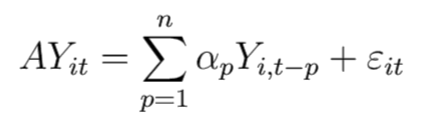 $AY_{it} = \sum_{p=1}^{n} \alpha_p Y_{i,t-p} + \varepsilon_{it}$